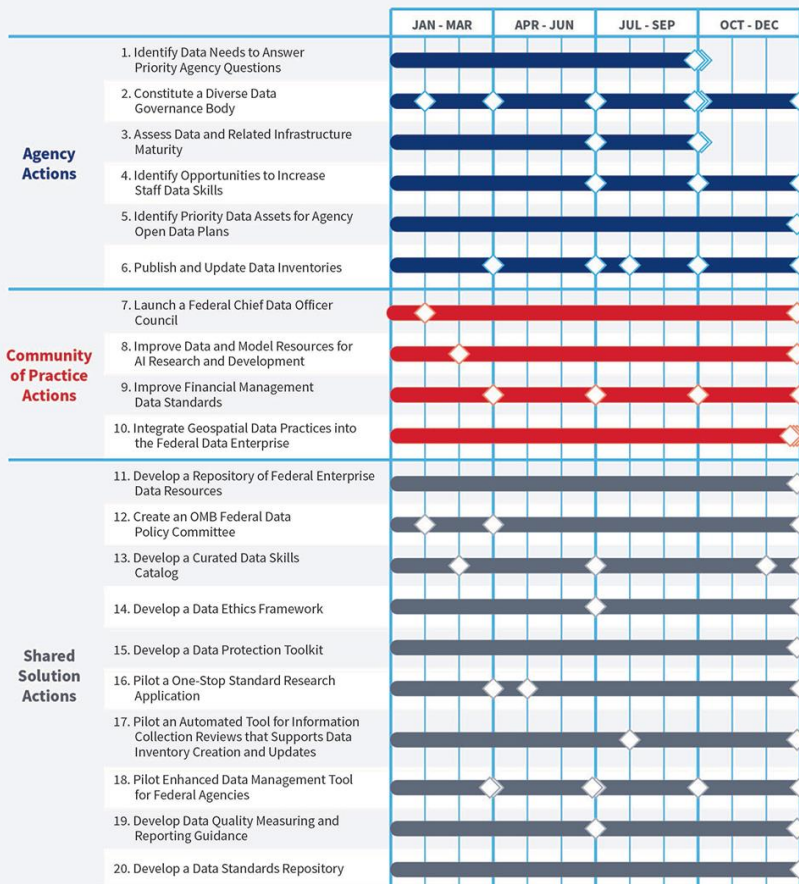 JAN - MAR
APR - JUN
JUL - SEP
OCT - DEC
Agency
Actions
1. Identify Data Needs to Answer
Priority Agency Questions
2. Constitute a Diverse Data
Governance Body
3. Assess Data and Related Infrastructure
Maturity
4. Identify Opportunities to Increase
Staff Data Skills
5. Identify Priority Data Assets for Agency
Open Data Plans
6. Publish and Update Data Inventories
Community
of Practice
Actions
7. Launch a Federal Chief Data Officer
Council
8. Improve Data and Model Resources for
AI Research and Development
9. Improve Financial Management
Data Standards
10. Integrate Geospatial Data Practices into
the Federal Data Enterprise
Shared
Solution
Actions
11. Develop a Repository of Federal Enterprise
Data Resources
12. Create an OMB Federal Data
Policy Committee
13. Develop a Curated Data Skills
Catalog
14. Develop a Data Ethics Framework
15. Develop a Data Protection Toolkit
16. Pilot a One-Stop Standard Research
Application
17. Pilot an Automated Tool for Information
Collection Reviews that Supports Data
Inventory Creation and Updates
18. Pilot Enhanced Data Management Tool
for Federal Agencies
19. Develop Data Quality Measuring and
Reporting Guidance
20. Develop a Data Standards Repository